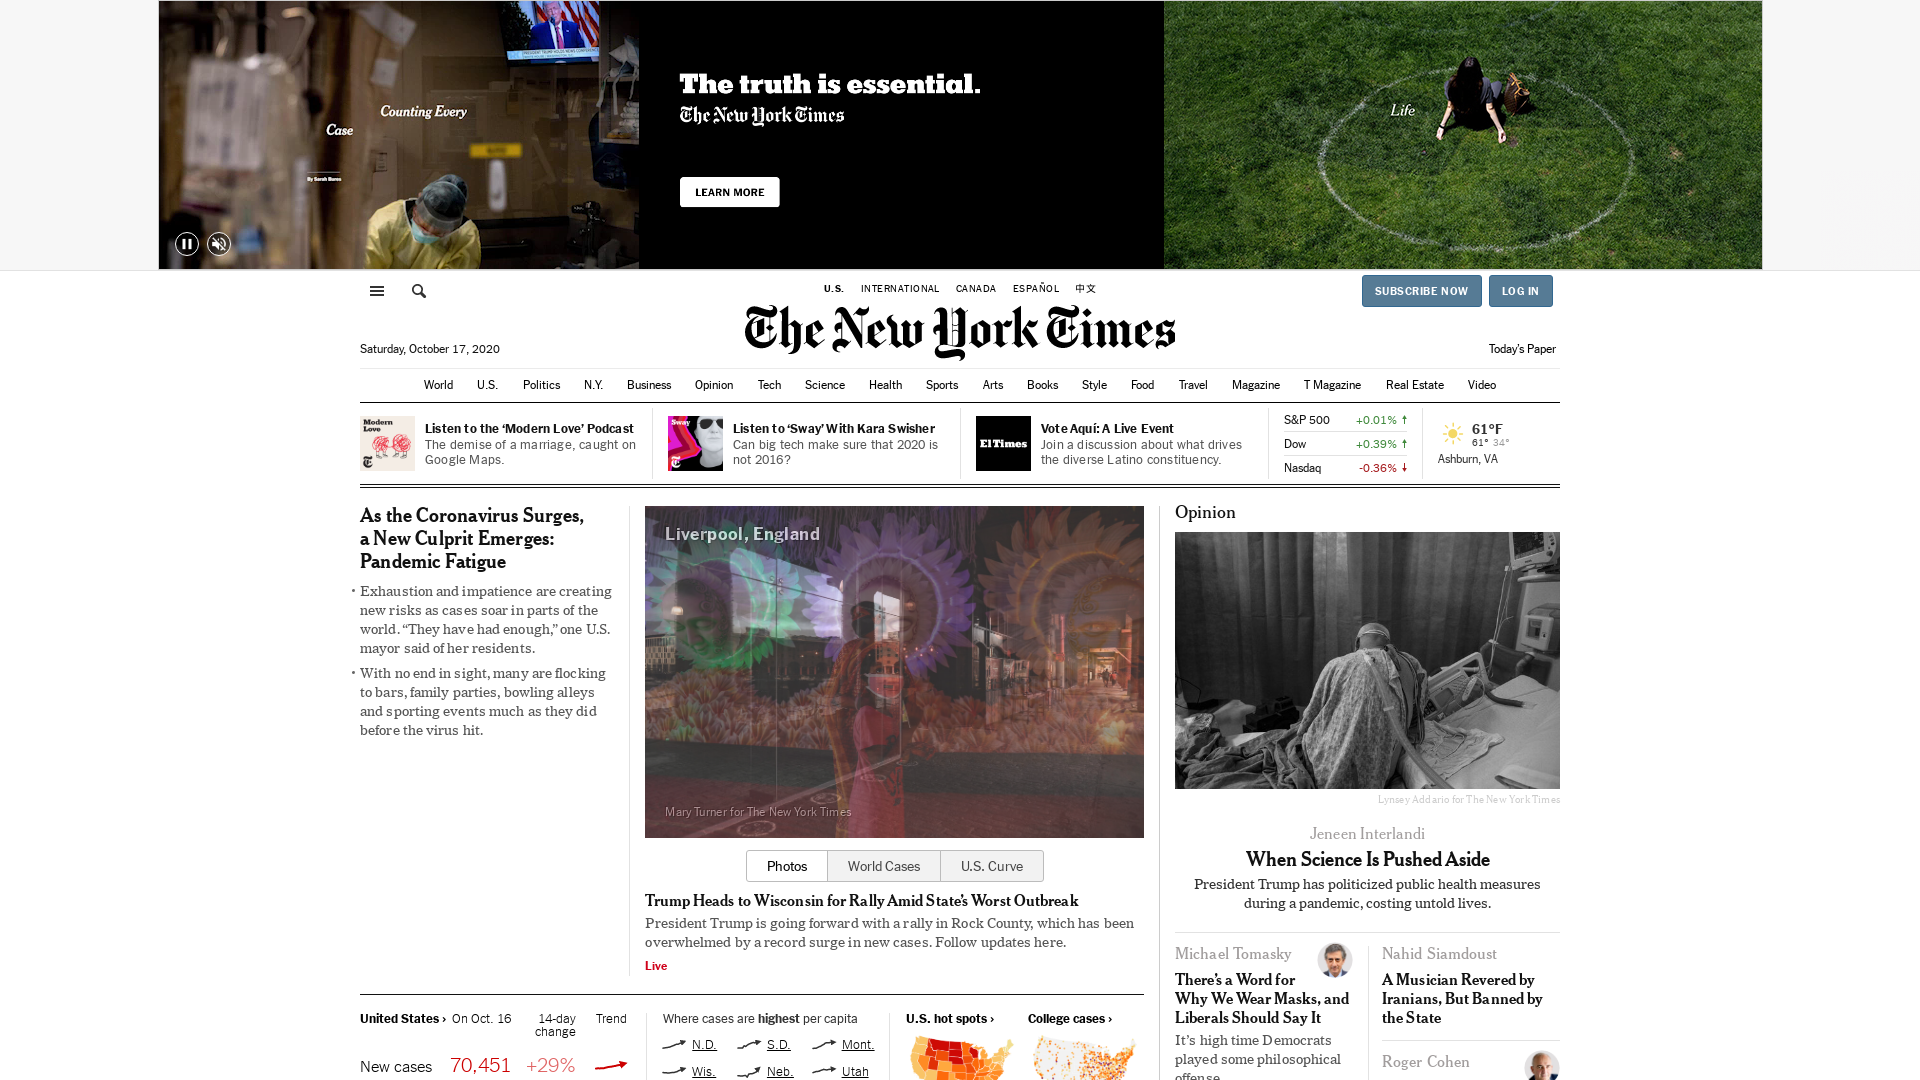 PRESIDENT TRUMP HOLDS NEWS CONFERENCE
Counting Every
Case
By Sarah Bures
The truth is essential.
The New York Times
LEARN MORE
Life
U.S. INTERNATIONAL CANADA ESPAÑOL 中文
SUBSCRIBE NOW LOG IN
The New York Times
Saturday, October 17, 2020
Today's Paper
World U.S. Politics N.Y. Business Opinion Tech Science Health Sports Arts Books Style Food Travel Magazine T Magazine Real Estate Video
Modern
Love
Listen to the ‘Modern Love’ Podcast
The demise of a marriage, caught on
Google Maps.
Sway
Listen to ‘Sway’ With Kara Swisher
Can big tech make sure that 2020 is
not 2016?
El Times
Vote Aquí: A Live Event
Join a discussion about what drives
the diverse Latino constituency.
S&P 500 +0.01% ↑
Dow +0.39% ↑
Nasdaq -0.36% ↓
61°F
61° 34°
Ashburn, VA
As the Coronavirus Surges,
a New Culprit Emerges:
Pandemic Fatigue
• Exhaustion and impatience are creating
new risks as cases soar in parts of the
world. “They have had enough,” one U.S.
mayor said of her residents.
• With no end in sight, many are flocking
to bars, family parties, bowling alleys
and sporting events much as they did
before the virus hit.
Liverpool, England
Mary Turner for The New York Times
Photos World Cases U.S. Curve
Trump Heads to Wisconsin for Rally Amid State’s Worst Outbreak
President Trump is going forward with a rally in Rock County, which has been
overwhelmed by a record surge in new cases. Follow updates here.
Live
United States › On Oct. 16 14-day
change Trend
New cases 70,451 +29%
Where cases are highest per capita
N.D. S.D. Mont.
Wis. Neb. Utah
U.S. hot spots ›
College cases ›
Opinion
Lynsey Addario for The New York Times
Jeneen Interlandi
When Science Is Pushed Aside
President Trump has politicized public health measures
during a pandemic, costing untold lives.
Michael Tomasky
There’s a Word for
Why We Wear Masks, and
Liberals Should Say It
It’s high time Democrats
played some philosophical
offense.
Nahid Siamdoust
A Musician Revered by
Iranians, But Banned by
the State
Roger Cohen